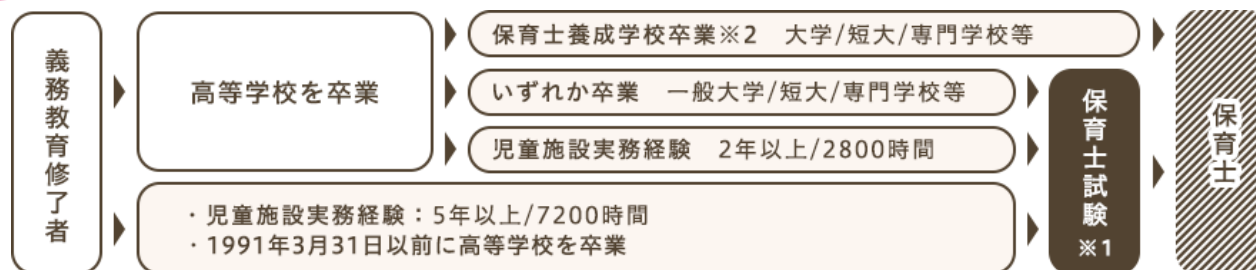 義務教育修了者
高等学校を卒業
保育士養成学校卒業※2　大学/短大/専門学校等
いずれか卒業　一般大学/短大/専門学校等
児童施設実務経験　2年以上/2800時間
・児童施設実務経験：5年以上/7200時間
・1991年3月31日以前に高等学校を卒業
保育士試験※1
保育士